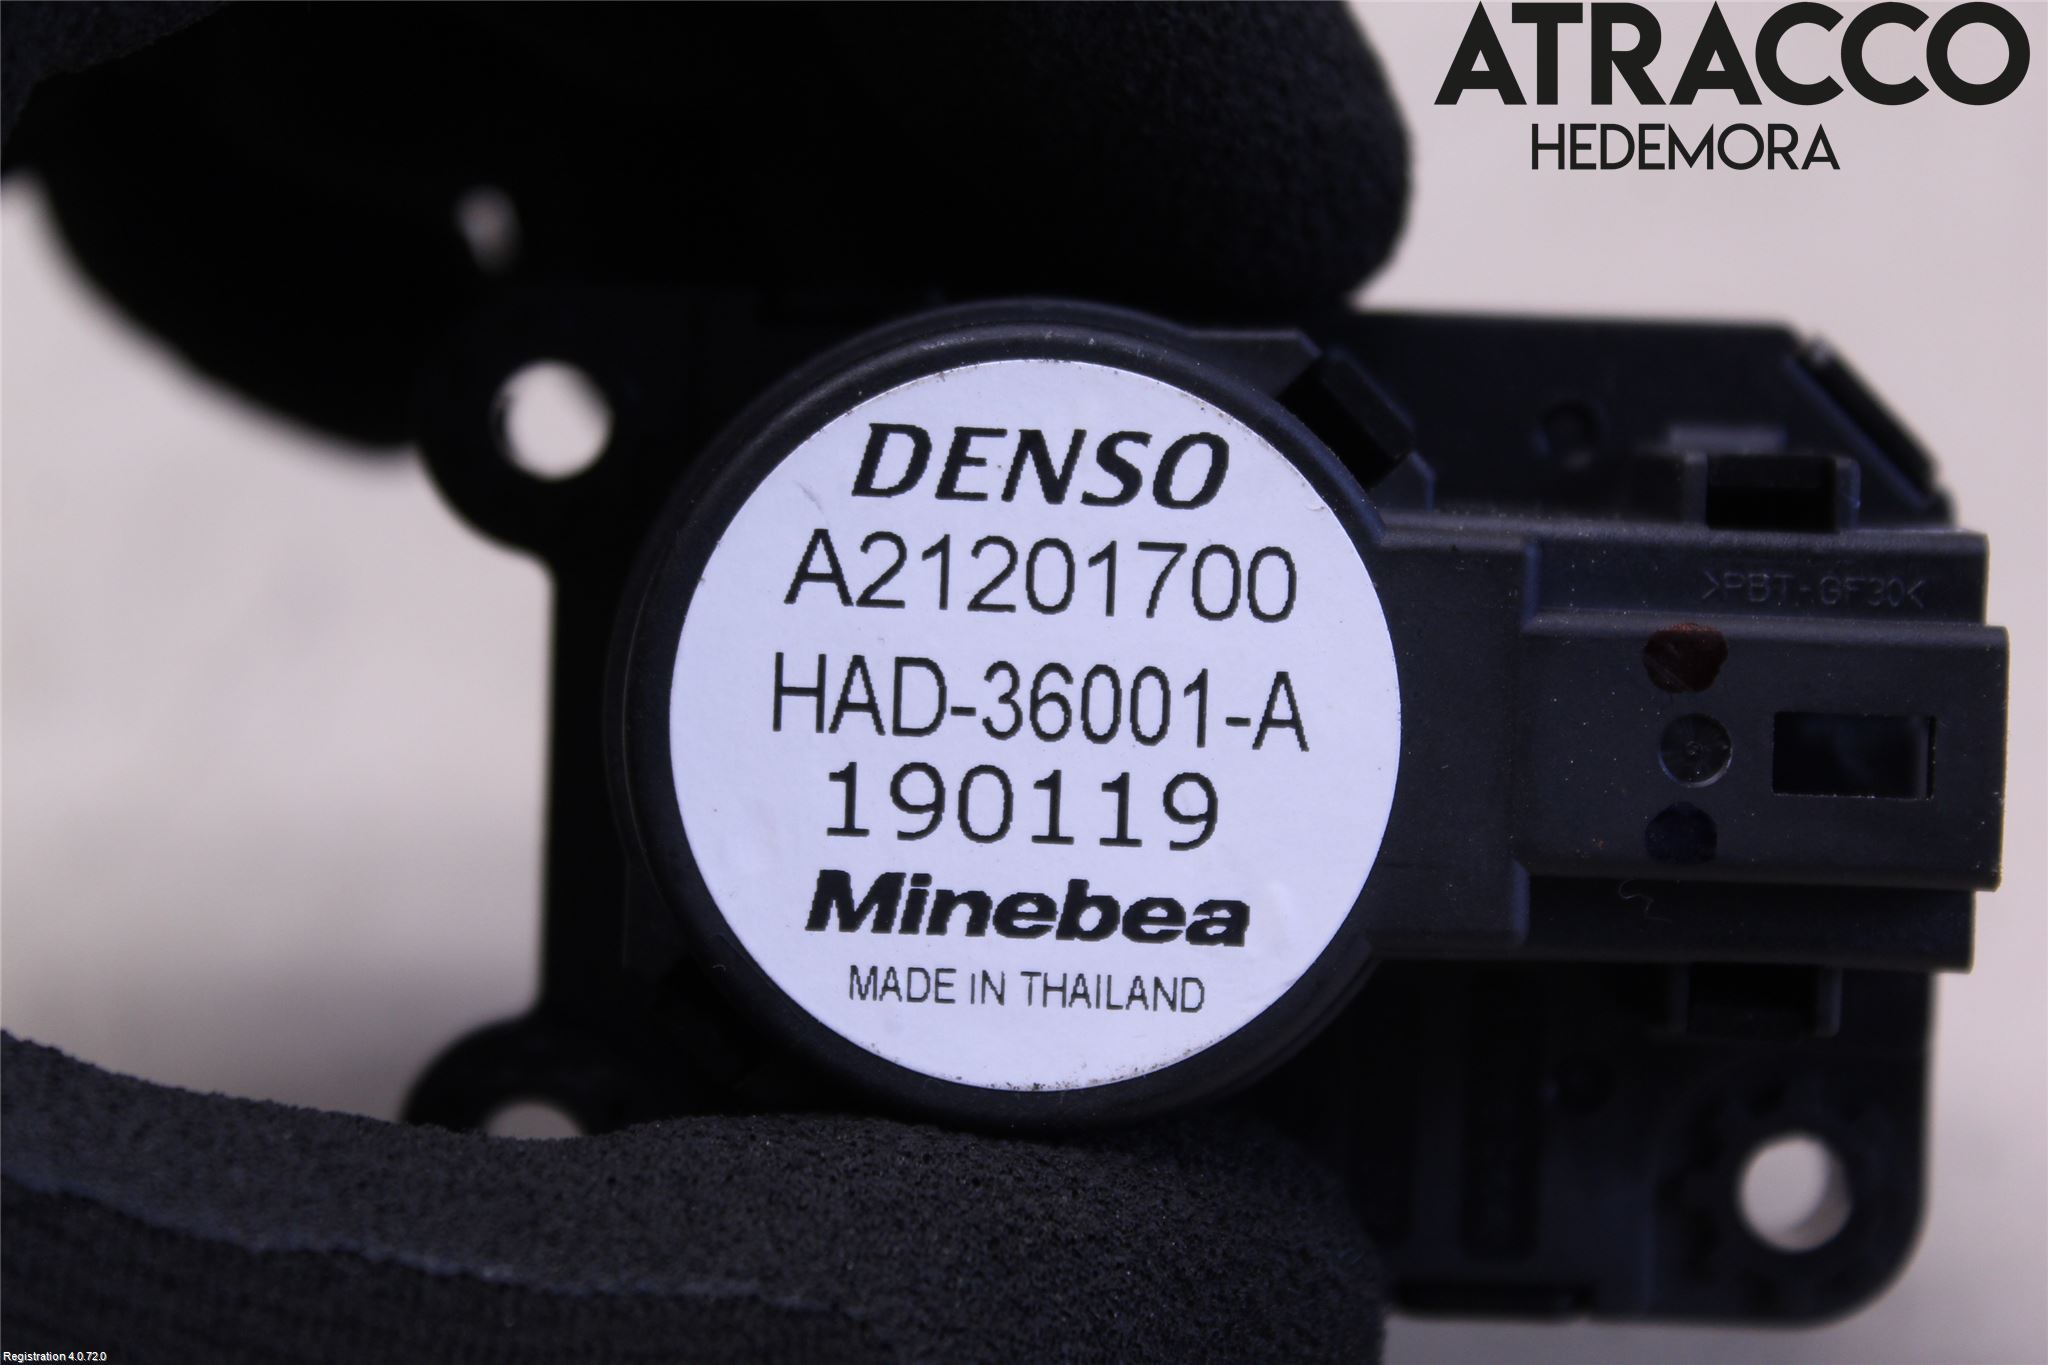 ATRACCO
HEDEMORA
DENSO
A21201700
HAD-36001-A
190119
Minebea
MADE IN THAILAND
>PBT-GF30<
Registration 4.0.72.0